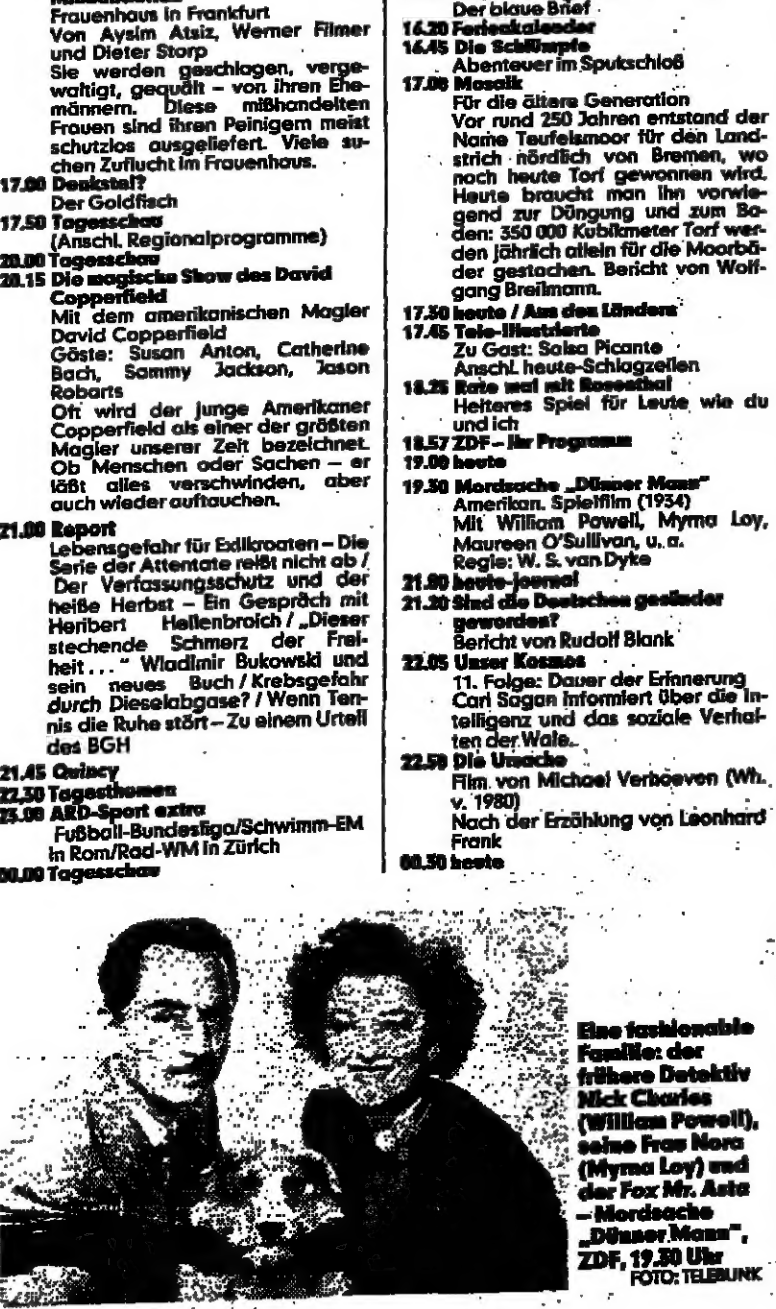 Frauenhaus in Frankfurt
Von Aysim Atsiz, Werner Filmer
und Dieter Storp
Sie werden geschlagen, verge-
waltigt, gequält – von ihren Ehe-
männern. Diese mißhandelten
Frauen sind ihren Peinigern meist
schutzlos ausgeliefert. Viele su-
chen Zuflucht im Frauenhaus.
17.00 Denkste!?
Der Goldfisch
17.50 Tagesschau
(Anschl. Regionalprogramme)
20.00 Tagesschau
20.15 Die magische Show des David
Copperfield
Mit dem amerikanischen Magier
David Copperfield
Gäste: Susan Anton, Catherine
Bach, Sammy Jackson, Jason
Robarts
Oft wird der junge Amerikaner
Copperfield als einer der größten
Magier unserer Zeit bezeichnet.
Ob Menschen oder Sachen – er
läßt alles verschwinden, aber
auch wieder auftauchen.
21.00 Report
Lebensgefahr für Exilkroaten – Die
Serie der Attentate reißt nicht ab /
Der Verfassungsschutz und der
heiße Herbst – Ein Gespräch mit
Heribert Hellenbroich / „Dieser
stechende Schmerz der Frei-
heit . . .“ Wladimir Bukowski und
sein neues Buch / Krebsgefahr
durch Dieselabgase? / Wenn Ten-
nis die Ruhe stört – Zu einem Urteil
des BGH
21.45 Quincy
22.30 Tagesthemen
23.00 ARD-Sport extra
Fußball-Bundesliga/Schwimm-EM
in Rom/Rad-WM in Zürich
00.00 Tagesschau
Der blaue Brief
16.20 Ferienkalender
16.45 Die Schlümpfe
Abenteuer im Spukschloß
17.08 Mosaik
Für die ältere Generation
Vor rund 250 Jahren entstand der
Name Teufelsmoor für den Land-
strich nördlich von Bremen, wo
noch heute Torf gewonnen wird.
Heute braucht man ihn vorwie-
gend zur Düngung und zum Ba-
den: 350 000 Kubikmeter Torf wer-
den jährlich allein für die Moorbä-
der gestochen. Bericht von Wolf-
gang Breilmann.
17.30 heute / Aus den Ländern
17.45 Tele-Illustrierte
Zu Gast: Salsa Picante
Anschl. heute-Schlagzeilen
18.25 Rate mal mit Rosenthal
Heiteres Spiel für Leute wie du
und ich
18.57 ZDF – Ihr Programm
19.00 heute
19.30 Mordsache „Dünner Mann“
Amerikan. Spielfilm (1934)
Mit William Powell, Myrna Loy,
Maureen O'Sullivan, u. a.
Regie: W. S. van Dyke
21.00 heute-journal
21.20 Sind die Deutschen gesünder
geworden?
Bericht von Rudolf Blank
22.05 Unser Kosmos
11. Folge: Dauer der Erinnerung
Carl Sagan informiert über die In-
telligenz und das soziale Verhal-
ten der Wale.
22.50 Die Ursache
Film von Michael Verhoeven (Wh.
v. 1980)
Nach der Erzählung von Leonhard
Frank
00.30 heute
Eine fashionable
Familie: der
frühere Detektiv
Nick Charles
(William Powell),
seine Frau Nora
(Myrna Loy) und
der Fox Mr. Asta
– Mordsache
„Dünner Mann“,
ZDF, 19.30 Uhr
FOTO: TELEBUNK